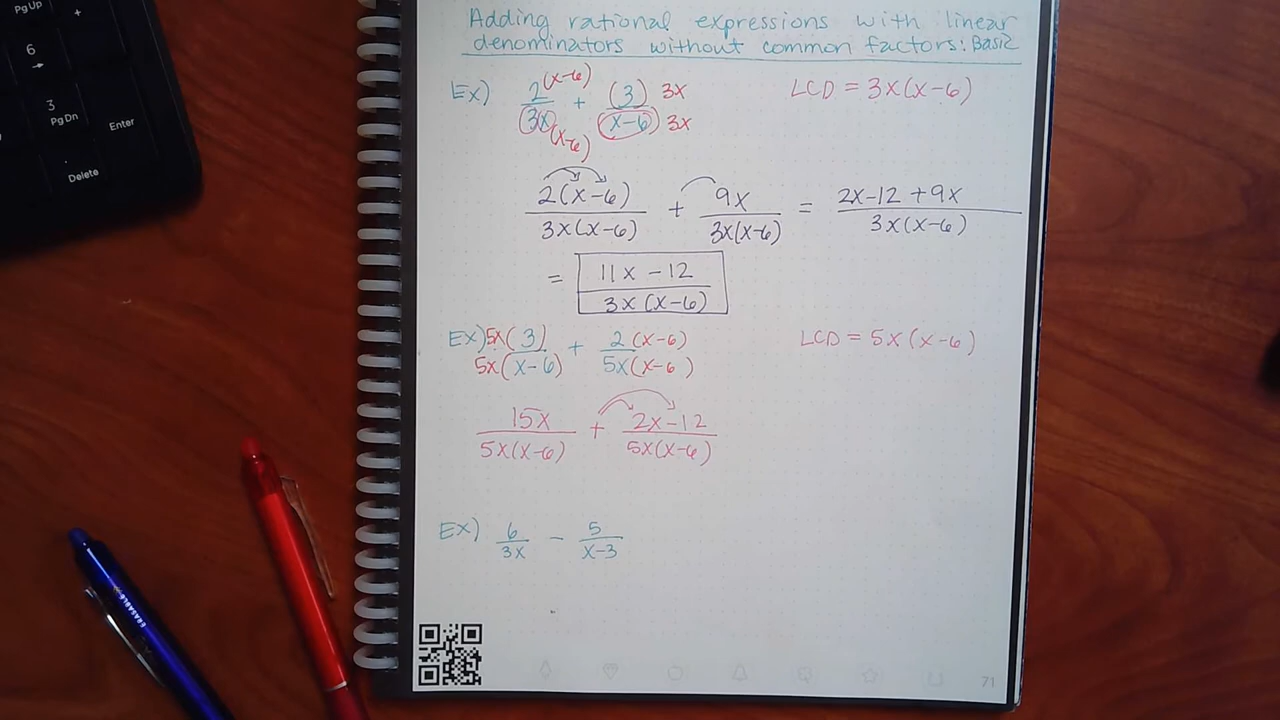 PgUp
+
6
→
3
PgDn
Enter
Delete
Adding rational expressions with linear
denominators without common factors: Basic
Ex) 2(x-6)/3x(x-6) + (3)3x/(x-6)3x LCD = 3x(x-6)
2(x-6)/3x(x-6) + 9x/3x(x-6) = 2x-12+9x/3x(x-6)
= 11x-12/3x(x-6)
Ex) 5x(3)/5x(x-6) + 2(x-6)/5x(x-6) LCD = 5x(x-6)
15x/5x(x-6) + 2x-12/5x(x-6)
Ex) 6/3x - 5/x-3
ERASABLE
71